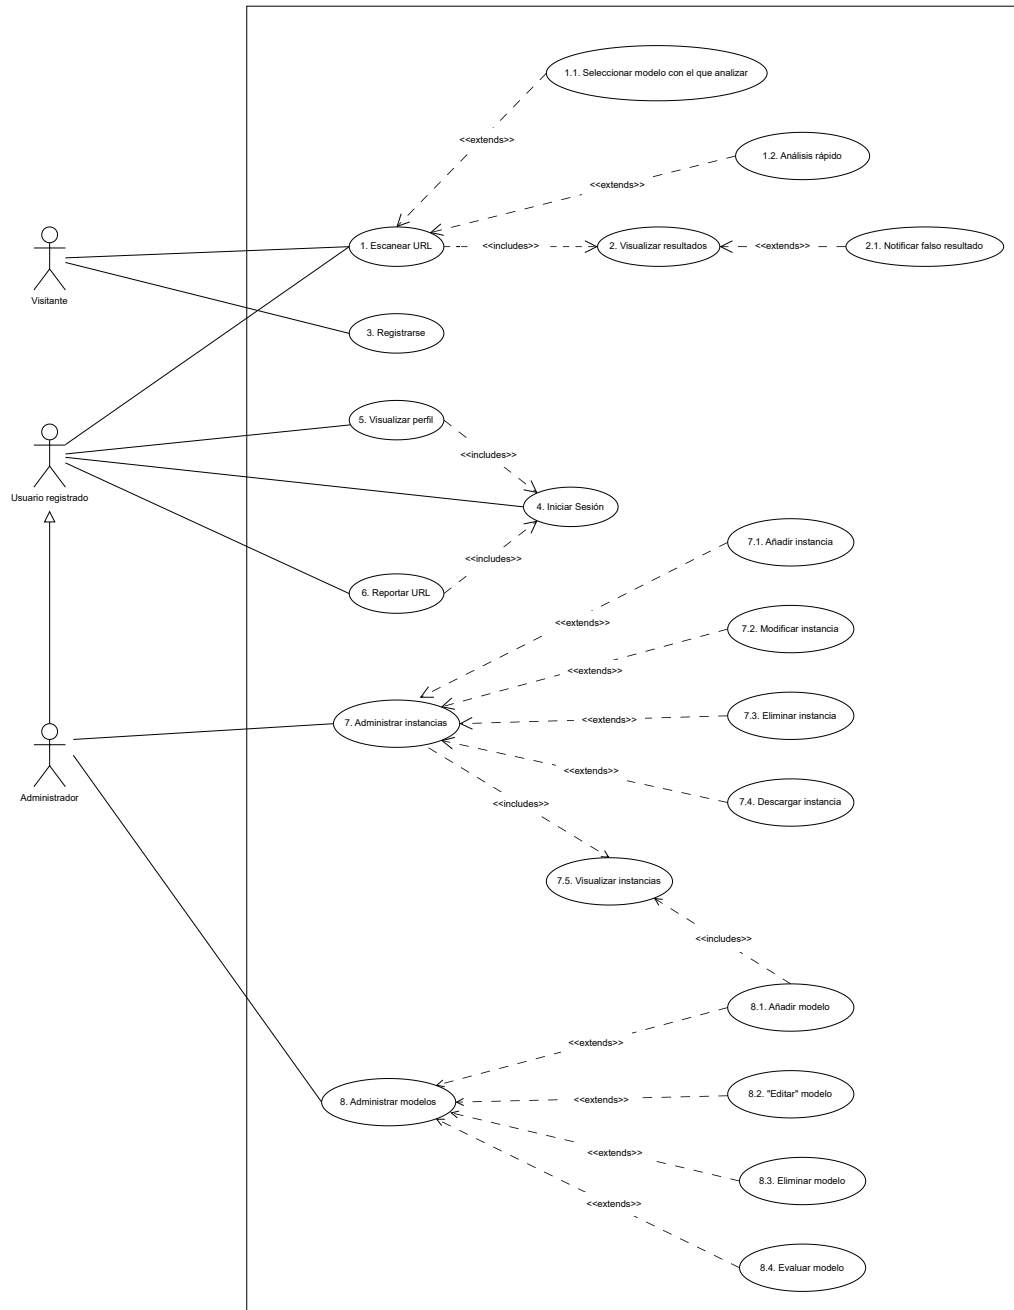 1.1. Seleccionar modelo con el que analizar
<<extends>>
1.2. Análisis rápido
<<extends>>
1. Escanear URL
<<includes>>
2. Visualizar resultados
<<extends>>
2.1. Notificar falso resultado
Visitante
3. Registrarse
5. Visualizar perfil
<<includes>>
Usuario registrado
4. Iniciar Sesión
7.1. Añadir instancia
<<includes>>
6. Reportar URL
<<extends>>
7.2. Modificar instancia
<<extends>>
7. Administrar instancias
<<extends>>
7.3. Eliminar instancia
<<extends>>
Administrador
7.4. Descargar instancia
<<includes>>
7.5. Visualizar instancias
<<includes>>
8.1. Añadir modelo
<<extends>>
8. Administrar modelos
<<extends>>
8.2. "Editar" modelo
<<extends>>
8.3. Eliminar modelo
<<extends>>
8.4. Evaluar modelo